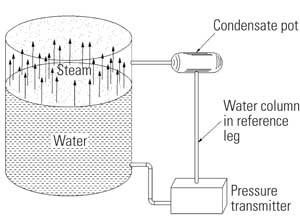 Condensate pot
Steam
Water column
in reference
leg
Water
Pressure
transmitter